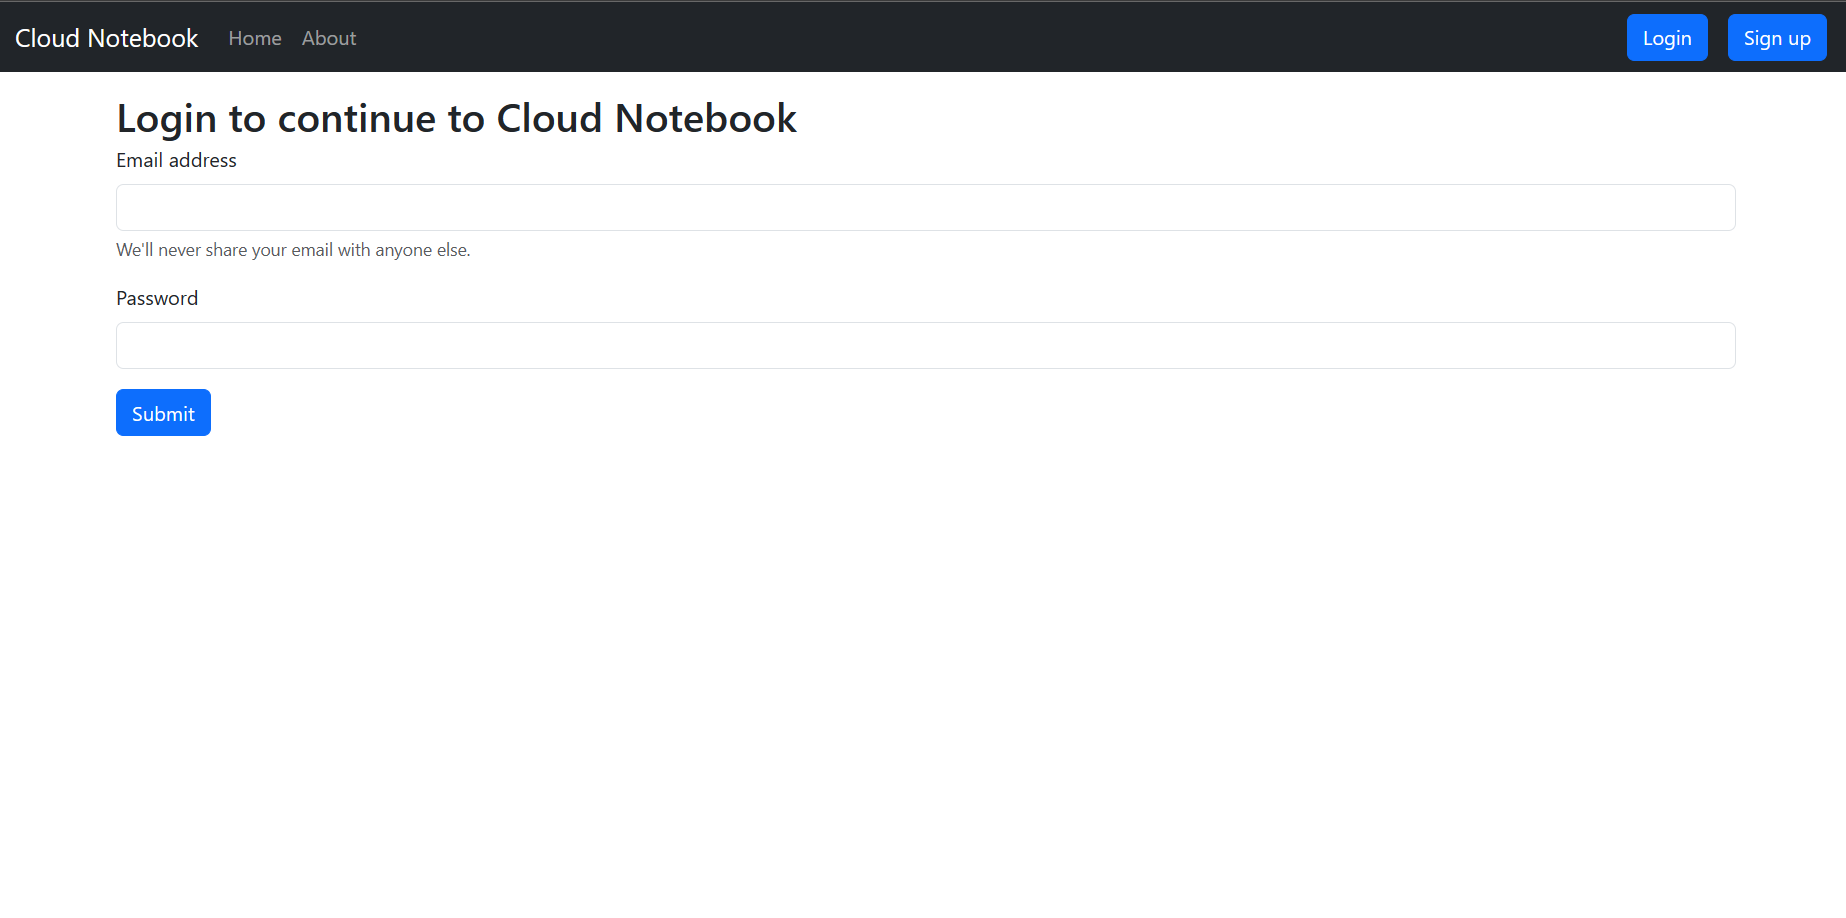 Cloud Notebook Home About Login Sign up
Login to continue to Cloud Notebook
Email address
We'll never share your email with anyone else.
Password
Submit